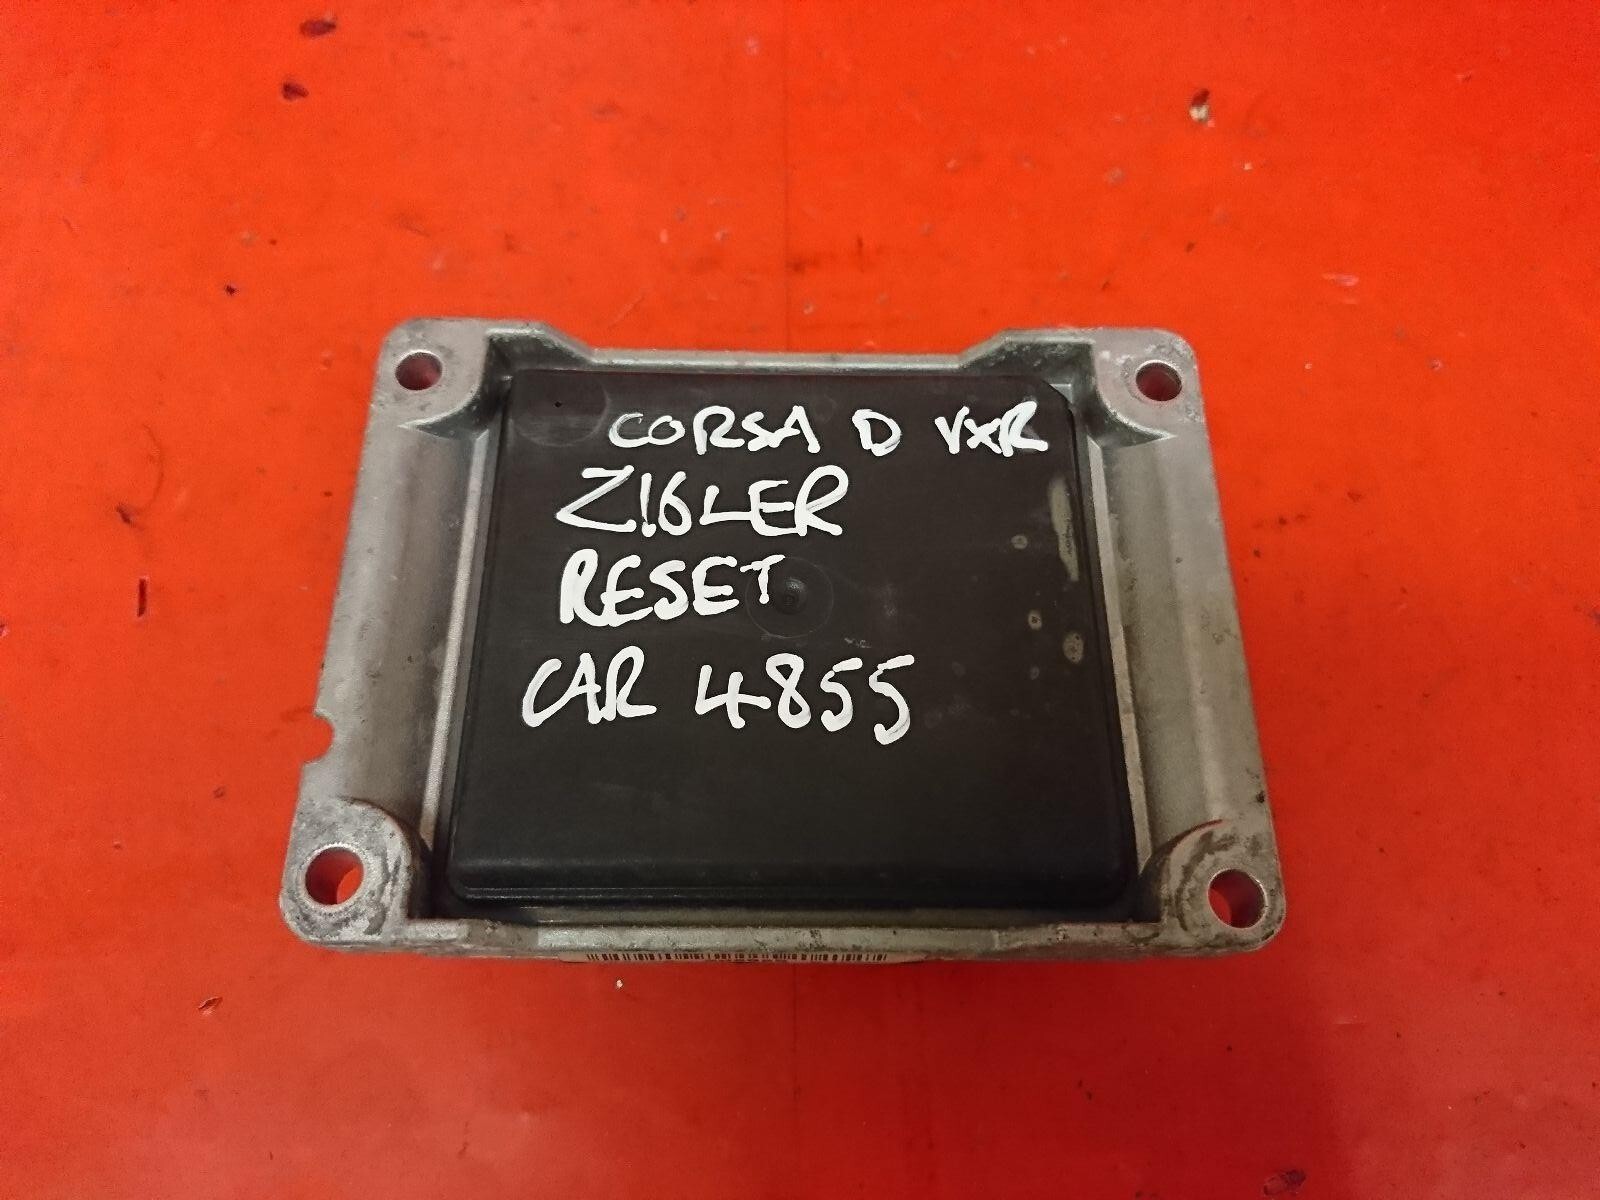 CORSA D VXR
Z16LER
RESET
CAR 4855